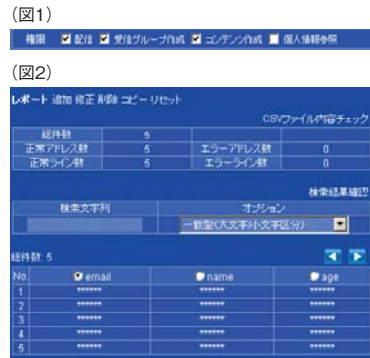 (図1)
権限 配信 受信グループ作成 コンテンツ作成 個人情報参照
(図2)
レポート 追加 修正 削除 コピー リセット
CSVファイル内容チェック
総件数 5
正常アドレス数 5 エラーアドレス数 0
正常ライン数 5 エラーライン数 0
検索結果確認
検索文字列 オプション
一致型(大文字小文字区分)
総件数: 5
No. email name age
1 ****** ****** ******
2 ****** ****** ******
3 ****** ****** ******
4 ****** ****** ******
5 ****** ****** ******